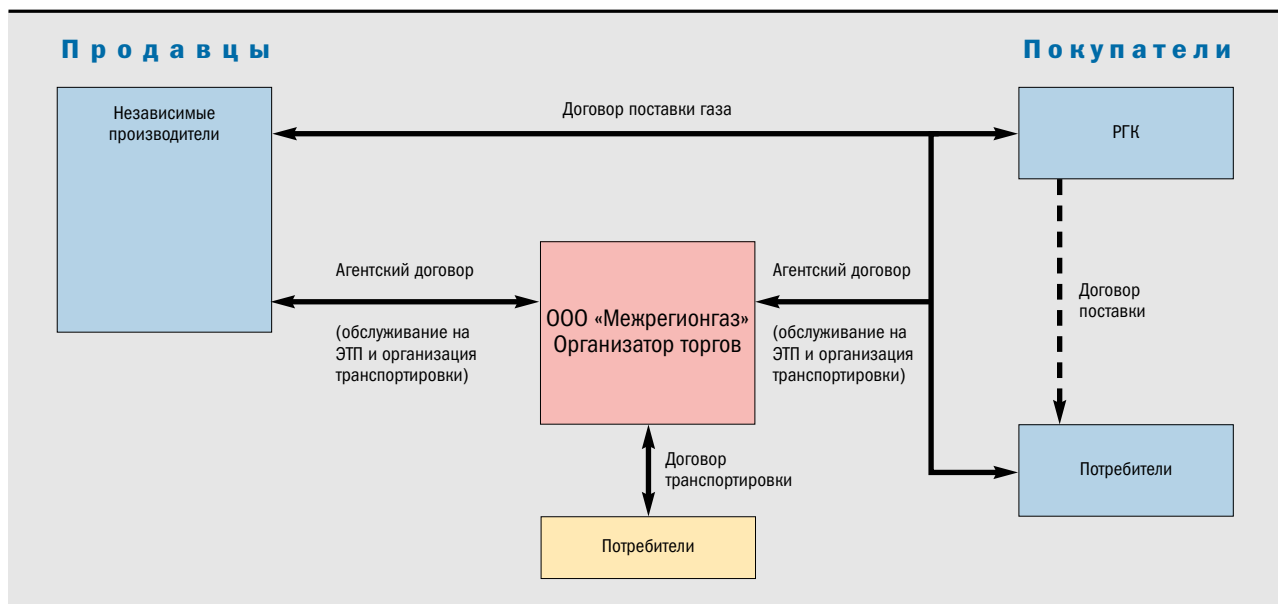 Продавцы
Покупатели
Независимые
производители
Договор поставки газа
РГК
Агентский договор
(обслуживание на
ЭТП и организация
транспортировки)
ООО «Межрегионгаз»
Организатор торгов
Агентский договор
(обслуживание на
ЭТП и организация
транспортировки)
Договор
поставки
Договор
транспортировки
Потребители
Потребители